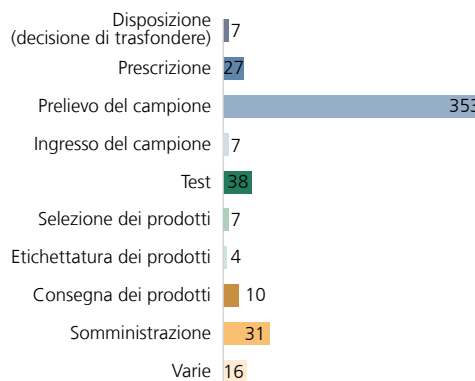 Disposizione
(decisione di trasfondere) 7
Prescrizione 27
Prelievo del campione 353
Ingresso del campione 7
Test 38
Selezione dei prodotti 7
Etichettatura dei prodotti 4
Consegna dei prodotti 10
Somministrazione 31
Varie 16